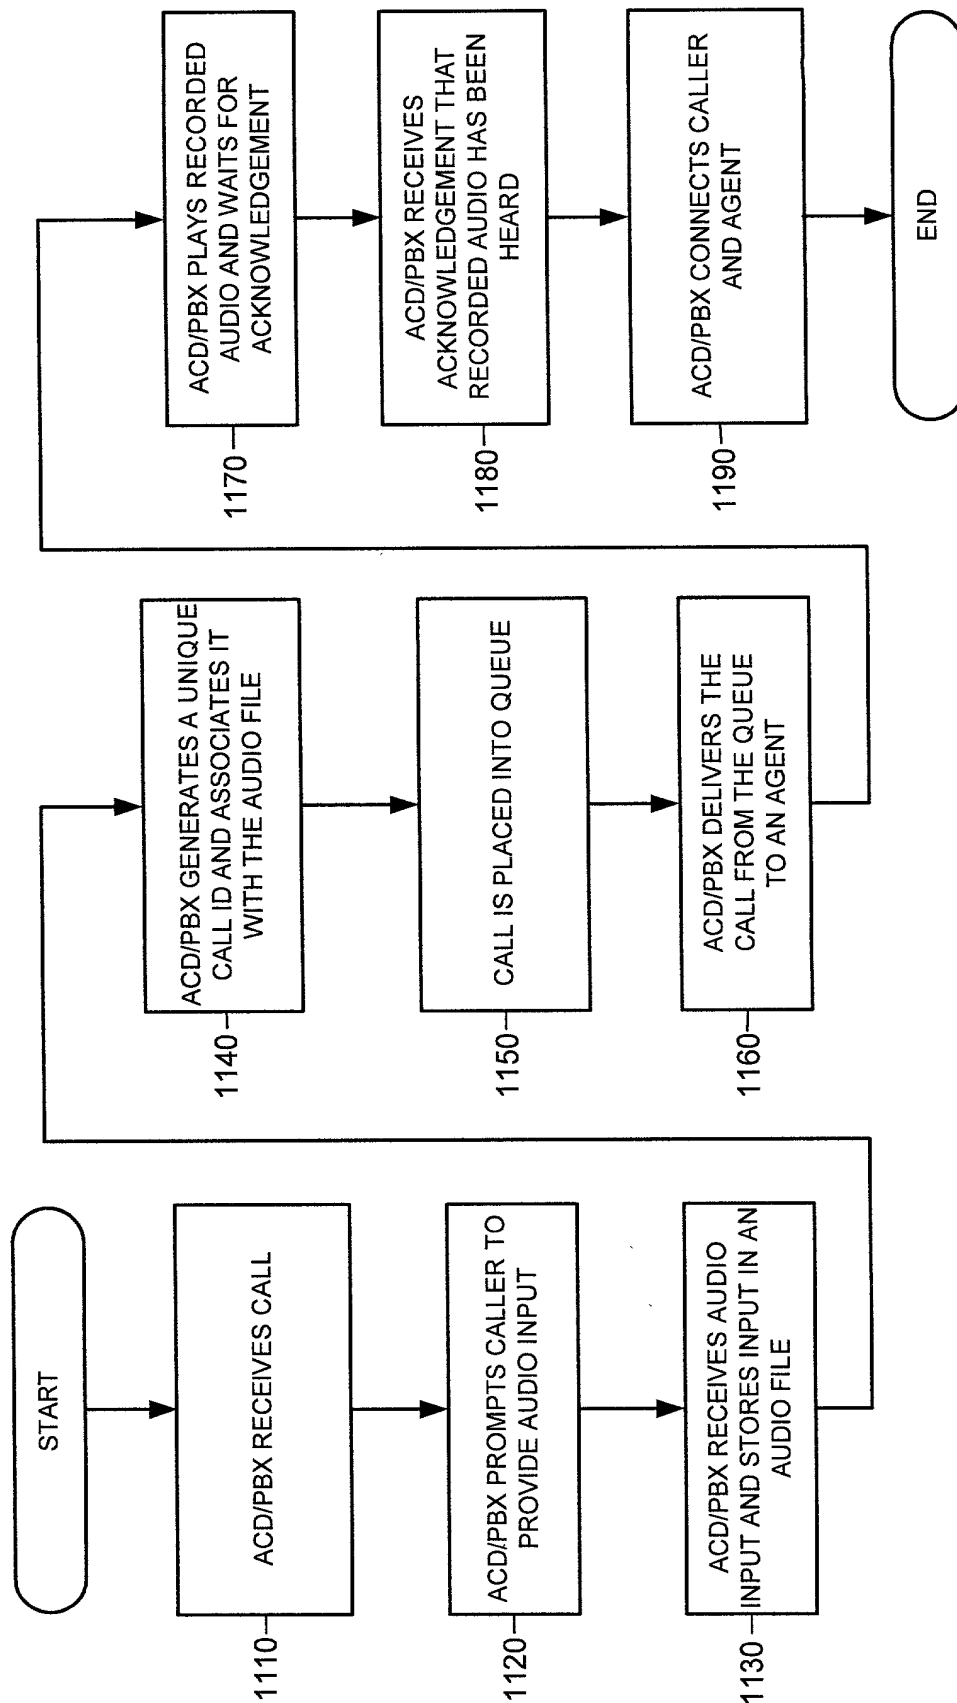 START
ACD/PBX RECEIVES CALL
1110
ACD/PBX PROMPTS CALLER TO
PROVIDE AUDIO INPUT
1120
ACD/PBX RECEIVES AUDIO
INPUT AND STORES INPUT IN AN
AUDIO FILE
1130
ACD/PBX GENERATES A UNIQUE
CALL ID AND ASSOCIATES IT
WITH THE AUDIO FILE
1140
CALL IS PLACED INTO QUEUE
1150
ACD/PBX DELIVERS THE
CALL FROM THE QUEUE
TO AN AGENT
1160
ACD/PBX PLAYS RECORDED
AUDIO AND WAITS FOR
ACKNOWLEDGEMENT
1170
ACD/PBX RECEIVES
ACKNOWLEDGEMENT THAT
RECORDED AUDIO HAS BEEN
HEARD
1180
ACD/PBX CONNECTS CALLER
AND AGENT
1190
END